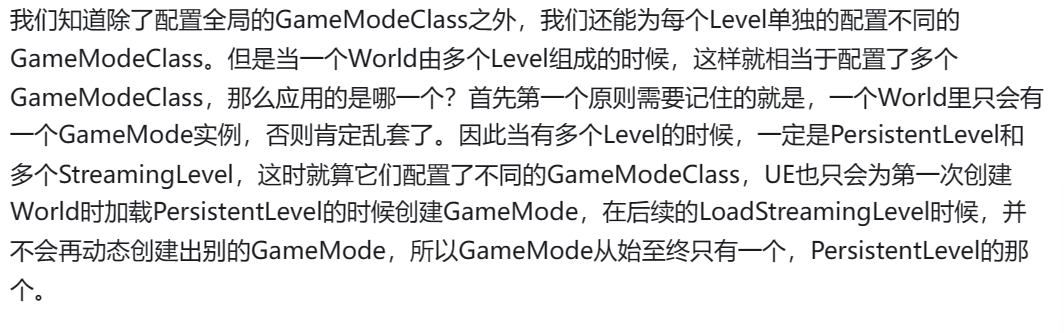 我们知道除了配置全局的GameModeClass之外，我们还能为每个Level单独的配置不同的
GameModeClass。但是当一个World由多个Level组成的时候，这样就相当于配置了多个
GameModeClass，那么应用的是哪一个？首先第一个原则需要记住的就是，一个World里只会有
一个GameMode实例，否则肯定乱套了。因此当有多个Level的时候，一定是PersistentLevel和
多个StreamingLevel，这时就算它们配置了不同的GameModeClass，UE也只会为第一次创建
World时加载PersistentLevel的时候创建GameMode，在后续的LoadStreamingLevel时候，并
不会再动态创建出别的GameMode，所以GameMode从始至终只有一个，PersistentLevel的那
个。